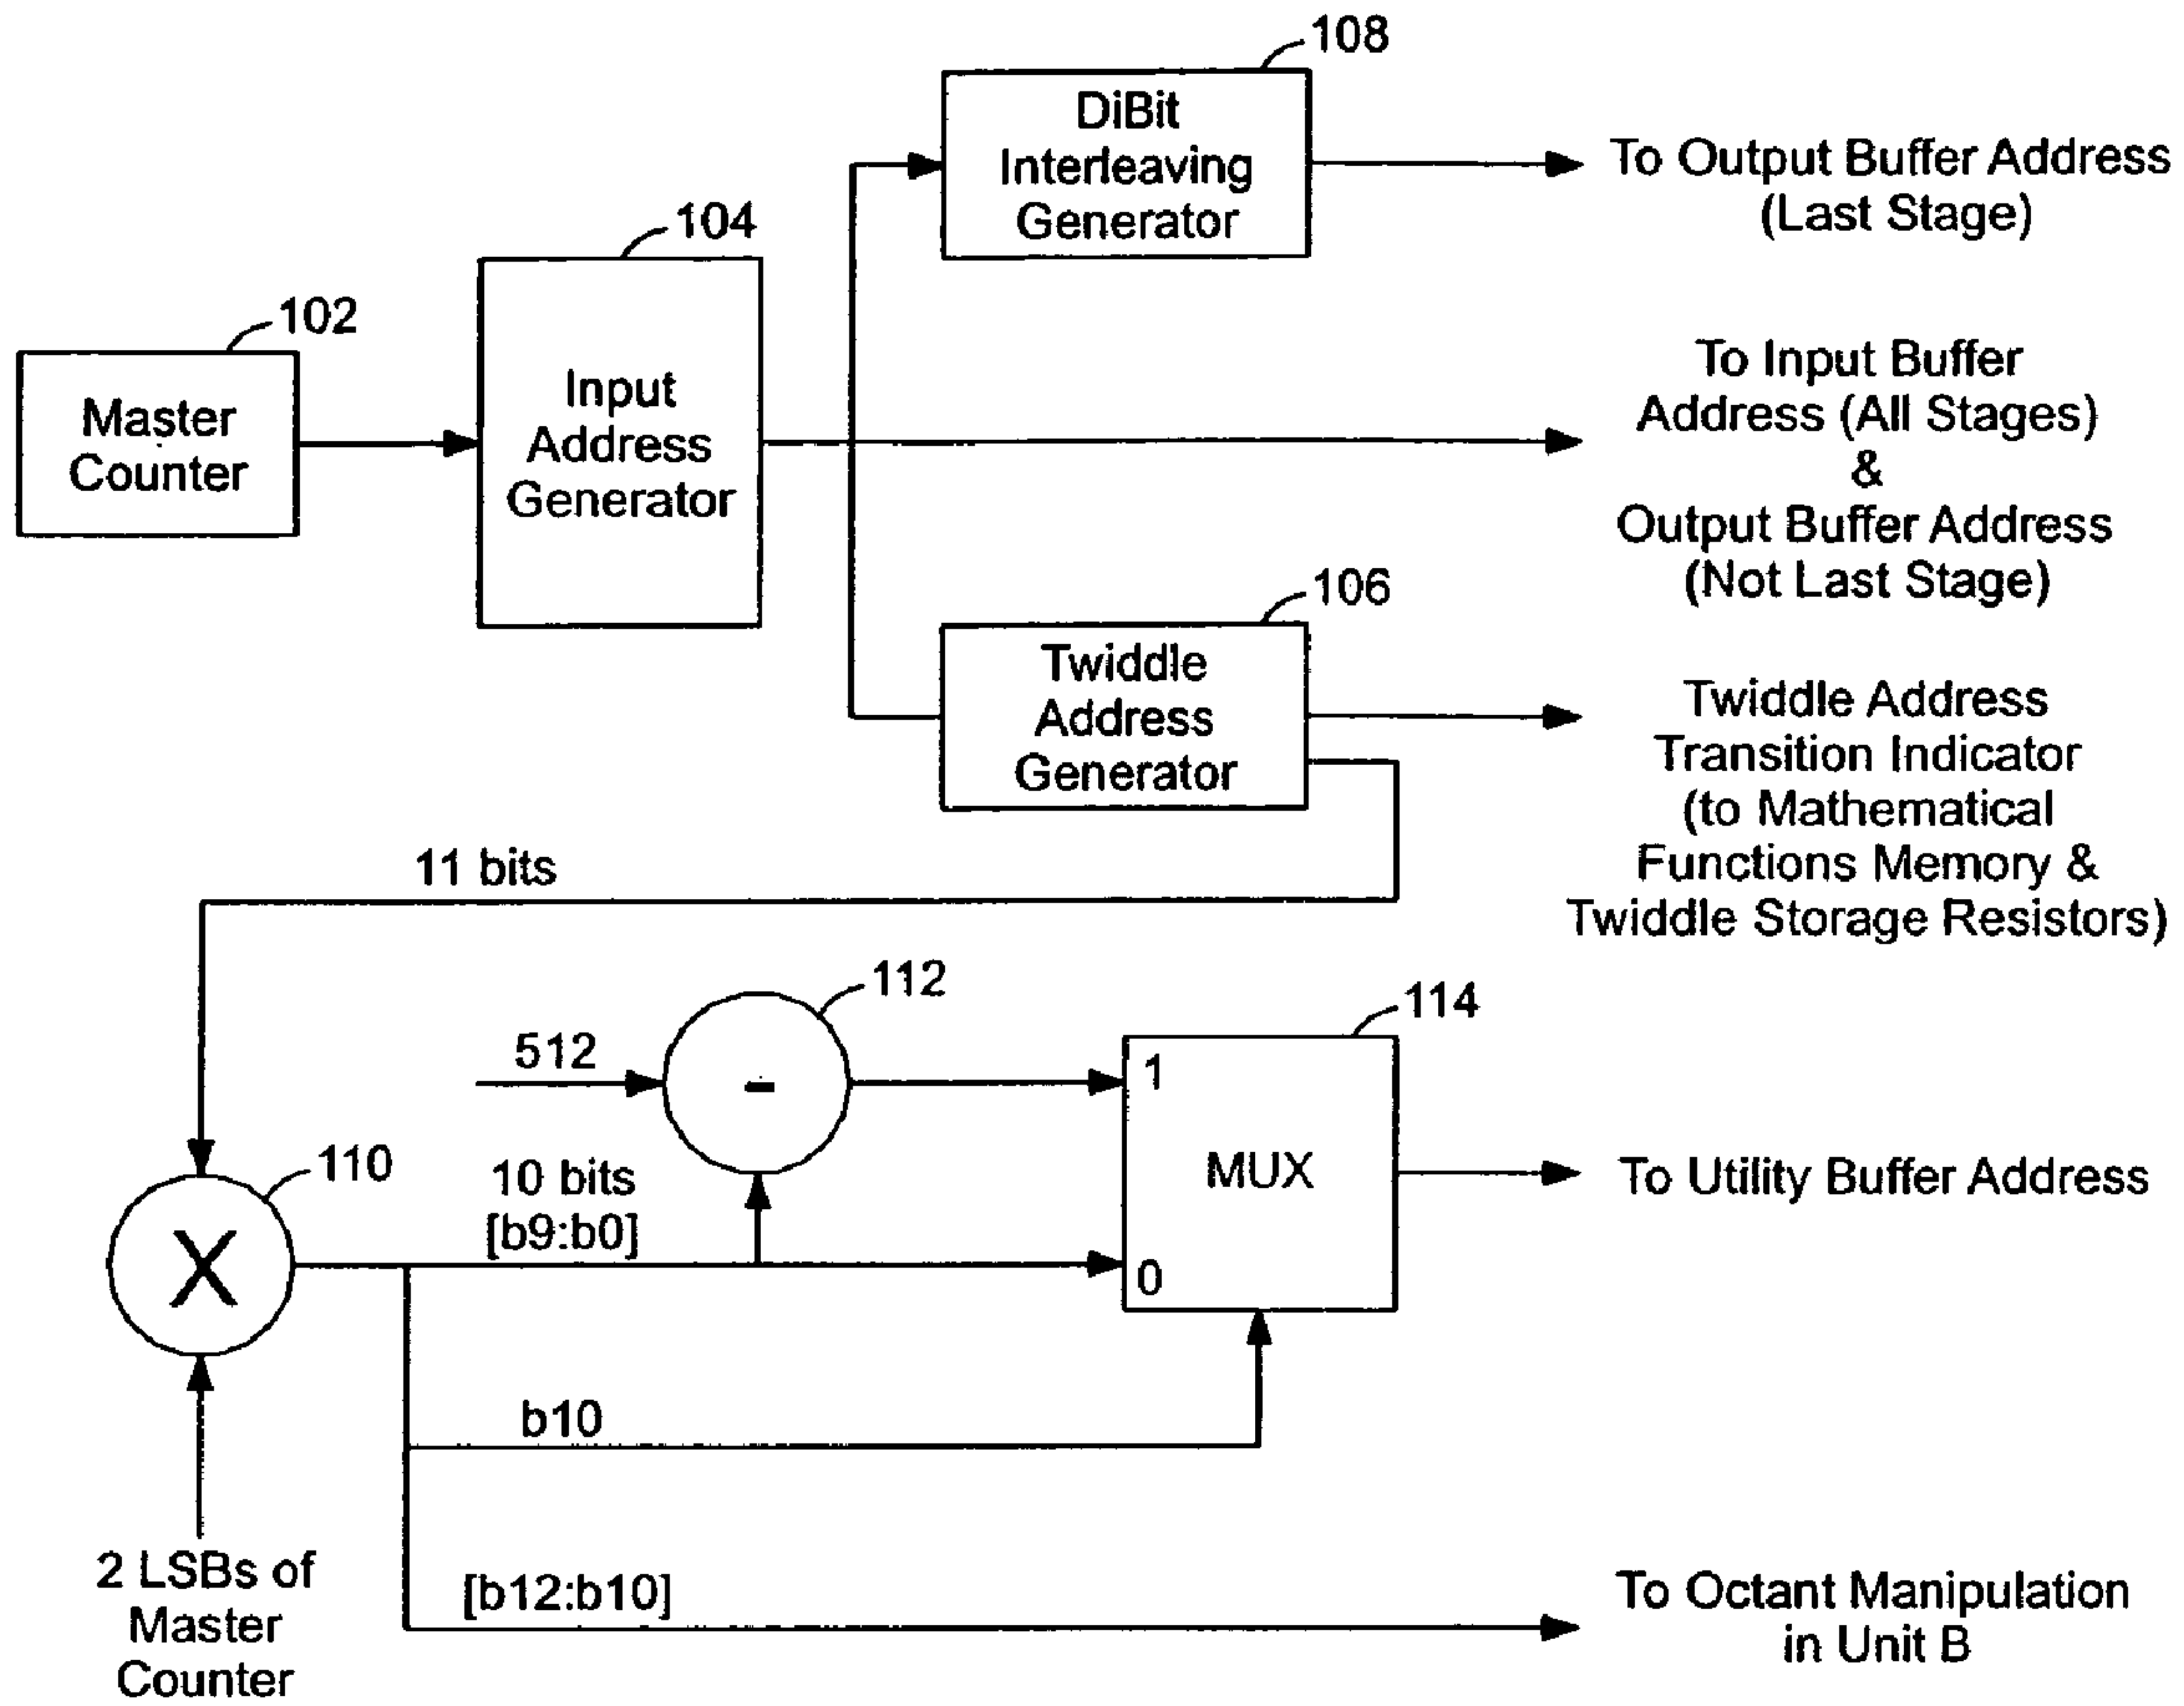 108
DiBit
Interleaving
Generator
To Output Buffer Address
(Last Stage)
104
Input
Address
Generator
102
Master
Counter
To Input Buffer
Address (All Stages)
&
Output Buffer Address
(Not Last Stage)
106
Twiddle
Address
Generator
Twiddle Address
Transition Indicator
(to Mathematical
Functions Memory &
Twiddle Storage Resistors)
11 bits
112
512
-
114
1
MUX
0
To Utility Buffer Address
110
X
10 bits
[b9:b0]
b10
2 LSBs of
Master
Counter
[b12:b10]
To Octant Manipulation
in Unit B